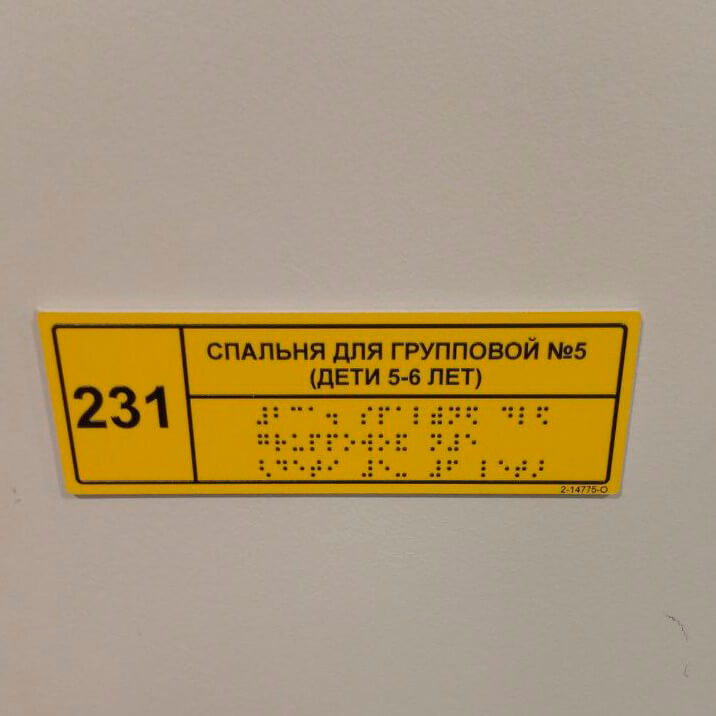 231
СПАЛЬНЯ ДЛЯ ГРУППОВОЙ №5
(ДЕТИ 5-6 ЛЕТ)
2-14775-О